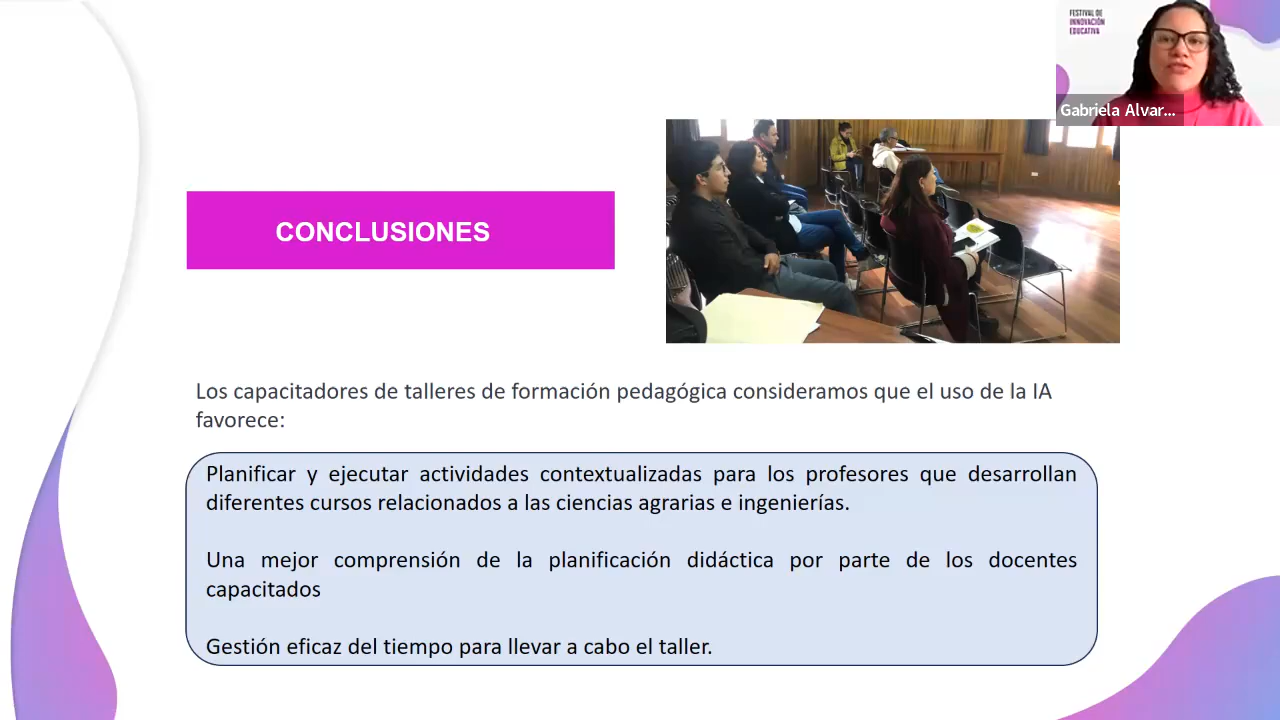 FESTIVAL DE
INNOVACIÓN
EDUCATIVA
Gabriela Alvar...
CONCLUSIONES
Los capacitadores de talleres de formación pedagógica consideramos que el uso de la IA
favorece:
Planificar y ejecutar actividades contextualizadas para los profesores que desarrollan
diferentes cursos relacionados a las ciencias agrarias e ingenierías.
Una mejor comprensión de la planificación didáctica por parte de los docentes
capacitados
Gestión eficaz del tiempo para llevar a cabo el taller.